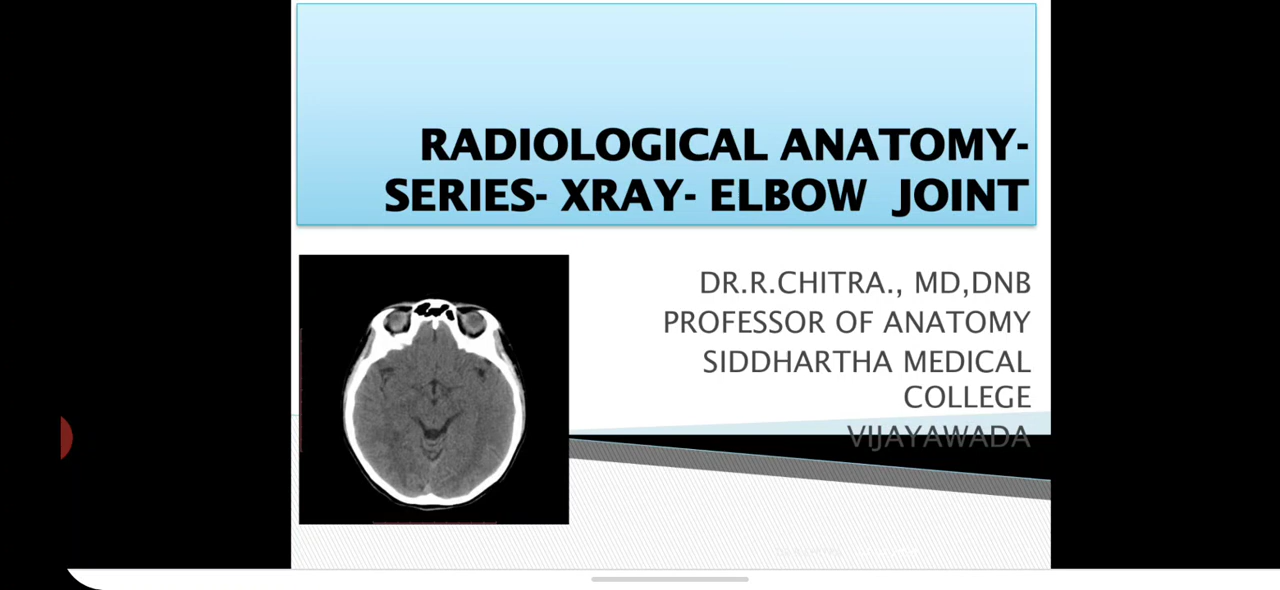 RADIOLOGICAL ANATOMY-
SERIES- XRAY- ELBOW JOINT
DR.R.CHITRA., MD,DNB
PROFESSOR OF ANATOMY
SIDDHARTHA MEDICAL
COLLEGE
VIJAYAWADA